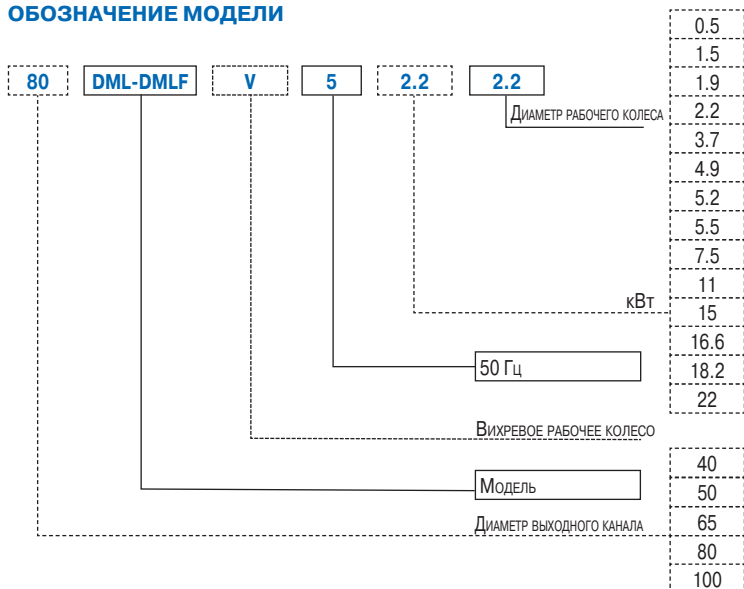 ОБОЗНАЧЕНИЕ МОДЕЛИ
80 DML-DMLF V 5 2.2 2.2
Диаметр рабочего колеса
0.5
1.5
1.9
2.2
3.7
4.9
5.2
5.5
7.5
11
15
16.6
18.2
22
кВт
50 Гц
Вихревое рабочее колесо
Модель
Диаметр выходного канала
40
50
65
80
100